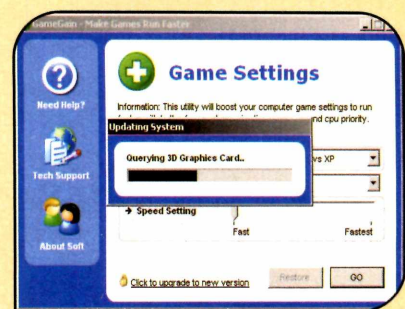 GameGain - Make Games Run Faster
Need Help?
Tech Support
About Soft
Game Settings
Information: This utility will boost your computer game settings to run
nd cpu priority.
Updating System
Querying 3D Graphics Card..
vs XP
→ Speed Setting
Fast
Fastest
Click to upgrade to new version
Restore
GO